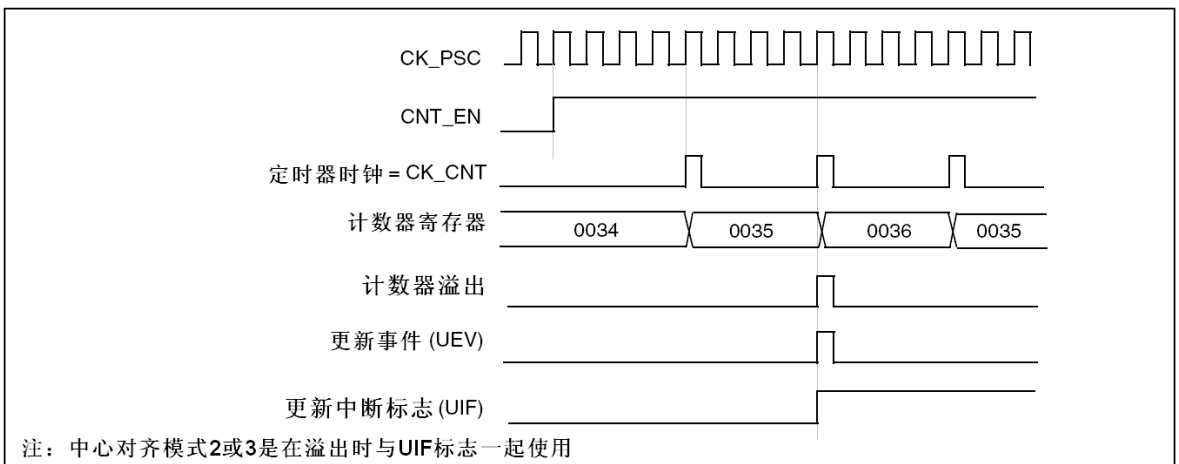 CK_PSC
CNT_EN
定时器时钟 = CK_CNT
计数器寄存器
0034 0035 0036 0035
计数器溢出
更新事件 (UEV)
更新中断标志 (UIF)
注：中心对齐模式2或3是在溢出时与UIF标志一起使用